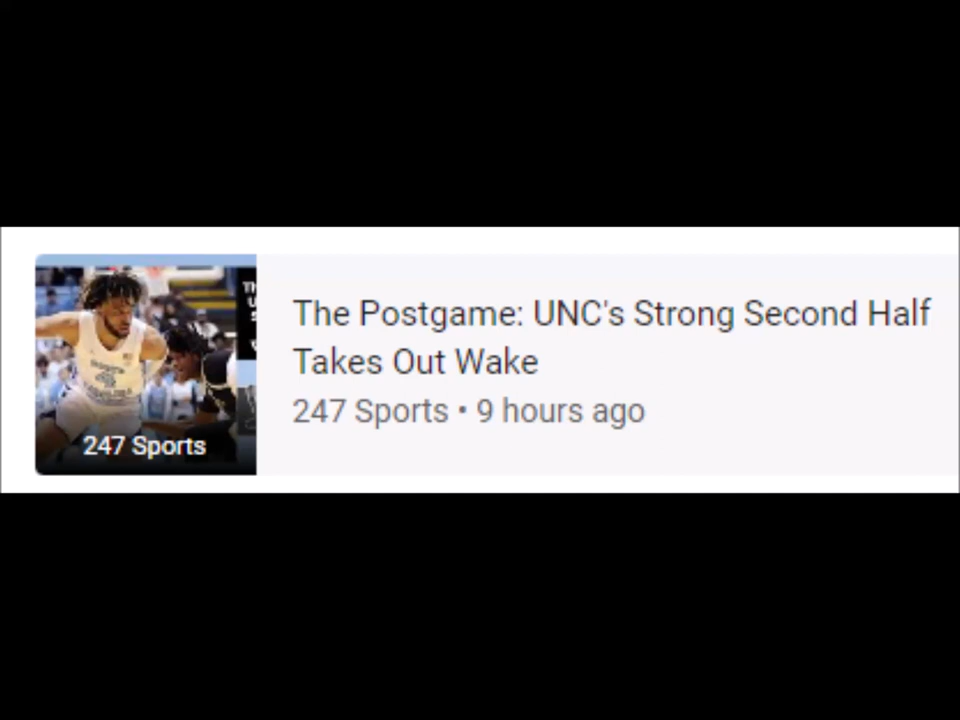 The Postgame: UNC's Strong Second Half
Takes Out Wake
247 Sports • 9 hours ago
247 Sports